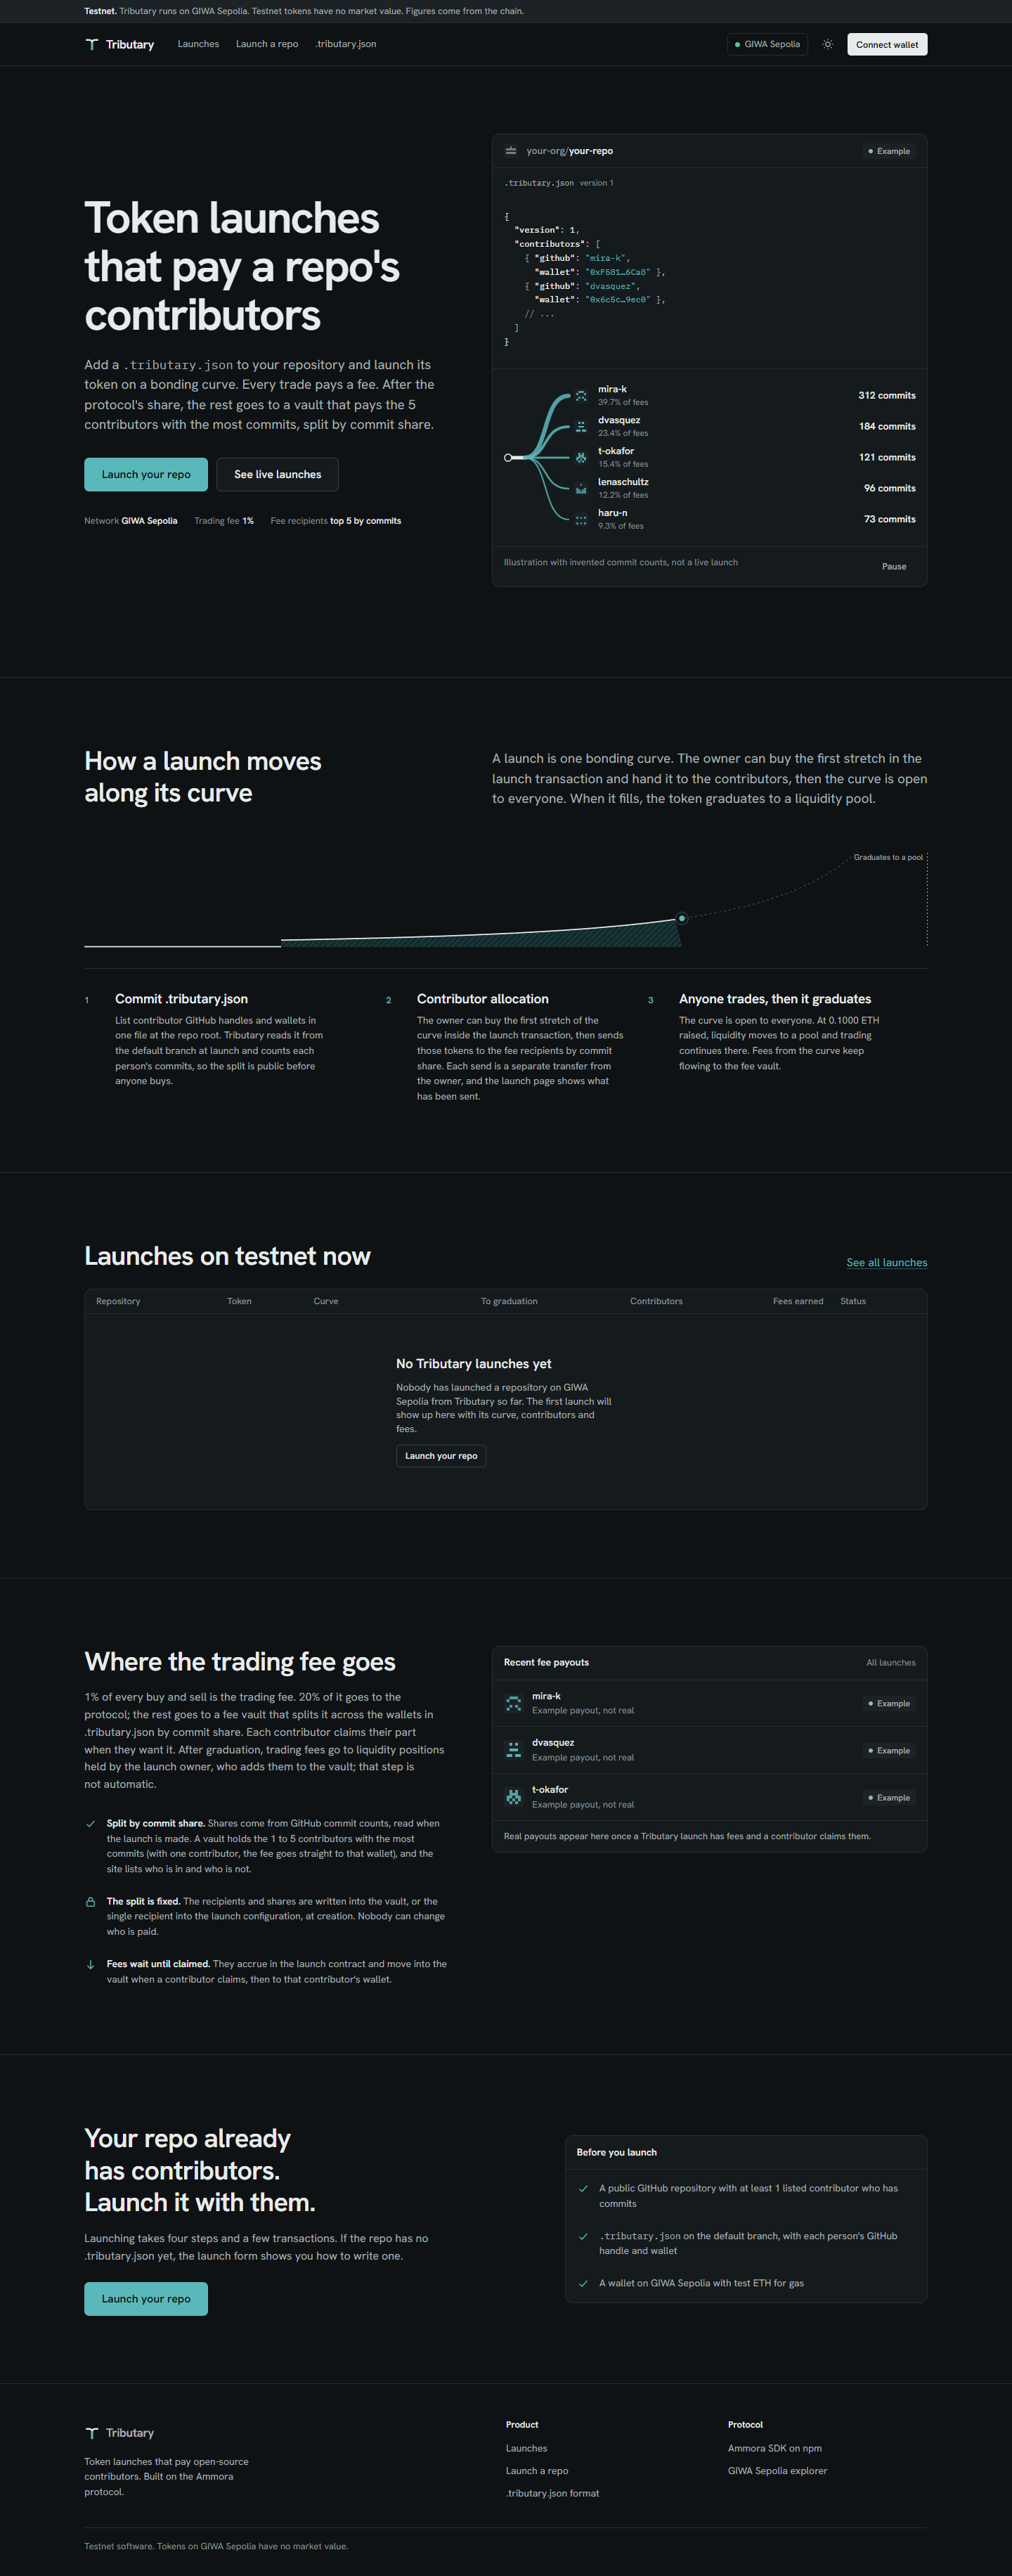 Testnet. Tributary runs on GIWA Sepolia. Testnet tokens have no market value. Figures come from the chain.
Tributary
Launches
Launch a repo
.tributary.json
GIWA Sepolia
Connect wallet
Token launches
that pay a repo's
contributors
Add a .tributary.json to your repository and launch its
token on a bonding curve. Every trade pays a fee. After the
protocol's share, the rest goes to a vault that pays the 5
contributors with the most commits, split by commit share.
Launch your repo
See live launches
Network GIWA Sepolia
Trading fee 1%
Fee recipients top 5 by commits
your-org/your-repo
Example
.tributary.json version 1
{
"version": 1,
"contributors": [
{ "github": "mira-k",
"wallet": "0xF581…6Ca8" },
{ "github": "dvasquez",
"wallet": "0x6c5c…9ec0" },
// ...
]
}
mira-k
39.7% of fees
312 commits
dvasquez
23.4% of fees
184 commits
t-okafor
15.4% of fees
121 commits
lenaschultz
12.2% of fees
96 commits
haru-n
9.3% of fees
73 commits
Illustration with invented commit counts, not a live launch
Pause
How a launch moves
along its curve
A launch is one bonding curve. The owner can buy the first stretch in the
launch transaction and hand it to the contributors, then the curve is open
to everyone. When it fills, the token graduates to a liquidity pool.
Graduates to a pool
1
Commit .tributary.json
List contributor GitHub handles and wallets in
one file at the repo root. Tributary reads it from
the default branch at launch and counts each
person's commits, so the split is public before
anyone buys.
2
Contributor allocation
The owner can buy the first stretch of the
curve inside the launch transaction, then sends
those tokens to the fee recipients by commit
share. Each send is a separate transfer from
the owner, and the launch page shows what
has been sent.
3
Anyone trades, then it graduates
The curve is open to everyone. At 0.1000 ETH
raised, liquidity moves to a pool and trading
continues there. Fees from the curve keep
flowing to the fee vault.
Launches on testnet now
See all launches
Repository
Token
Curve
To graduation
Contributors
Fees earned
Status
No Tributary launches yet
Nobody has launched a repository on GIWA
Sepolia from Tributary so far. The first launch will
show up here with its curve, contributors and
fees.
Launch your repo
Where the trading fee goes
1% of every buy and sell is the trading fee. 20% of it goes to the
protocol; the rest goes to a fee vault that splits it across the wallets in
.tributary.json by commit share. Each contributor claims their part
when they want it. After graduation, trading fees go to liquidity positions
held by the launch owner, who adds them to the vault; that step is
not automatic.
Split by commit share. Shares come from GitHub commit counts, read when
the launch is made. A vault holds the 1 to 5 contributors with the most
commits (with one contributor, the fee goes straight to that wallet), and the
site lists who is in and who is not.
The split is fixed. The recipients and shares are written into the vault, or the
single recipient into the launch configuration, at creation. Nobody can change
who is paid.
Fees wait until claimed. They accrue in the launch contract and move into the
vault when a contributor claims, then to that contributor's wallet.
Recent fee payouts
All launches
mira-k
Example payout, not real
Example
dvasquez
Example payout, not real
Example
t-okafor
Example payout, not real
Example
Real payouts appear here once a Tributary launch has fees and a contributor claims them.
Your repo already
has contributors.
Launch it with them.
Launching takes four steps and a few transactions. If the repo has no
.tributary.json yet, the launch form shows you how to write one.
Launch your repo
Before you launch
A public GitHub repository with at least 1 listed contributor who has
commits
.tributary.json on the default branch, with each person's GitHub
handle and wallet
A wallet on GIWA Sepolia with test ETH for gas
Tributary
Token launches that pay open-source
contributors. Built on the Ammora
protocol.
Product
Launches
Launch a repo
.tributary.json format
Protocol
Ammora SDK on npm
GIWA Sepolia explorer
Testnet software. Tokens on GIWA Sepolia have no market value.